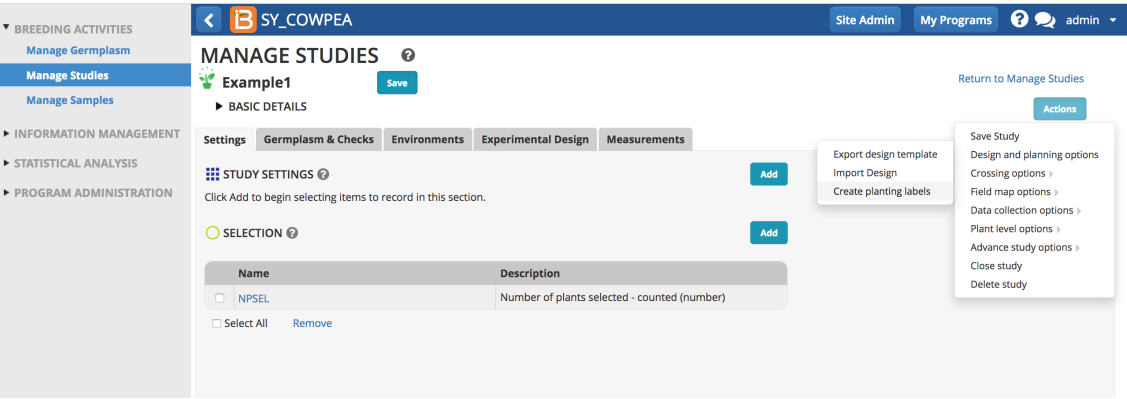 BREEDING ACTIVITIES
Manage Germplasm
Manage Studies
Manage Samples
INFORMATION MANAGEMENT
STATISTICAL ANALYSIS
PROGRAM ADMINISTRATION
SY_COWPEA
Site Admin
My Programs
? admin
MANAGE STUDIES ?
Example1
Save
Return to Manage Studies
BASIC DETAILS
Actions
Settings
Germplasm & Checks
Environments
Experimental Design
Measurements
STUDY SETTINGS ?
Add
Click Add to begin selecting items to record in this section.
SELECTION ?
Add
Name
Description
NPSEL
Number of plants selected - counted (number)
Select All
Remove
Export design template
Import Design
Create planting labels
Save Study
Design and planning options
Crossing options
Field map options
Data collection options
Plant level options
Advance study options
Close study
Delete study